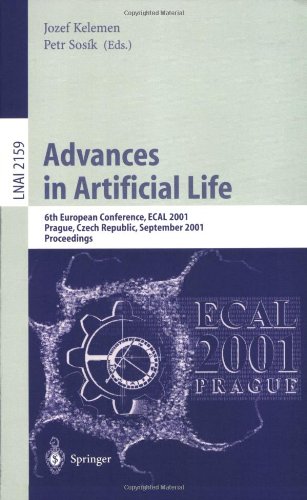 Jozef Kelemen
Petr Sosík (Eds.)
LNAI 2159
Advances
in Artificial Life
6th European Conference, ECAL 2001
Prague, Czech Republic, September 2001
Proceedings
ECAL
2001
PRAGUE
Springer